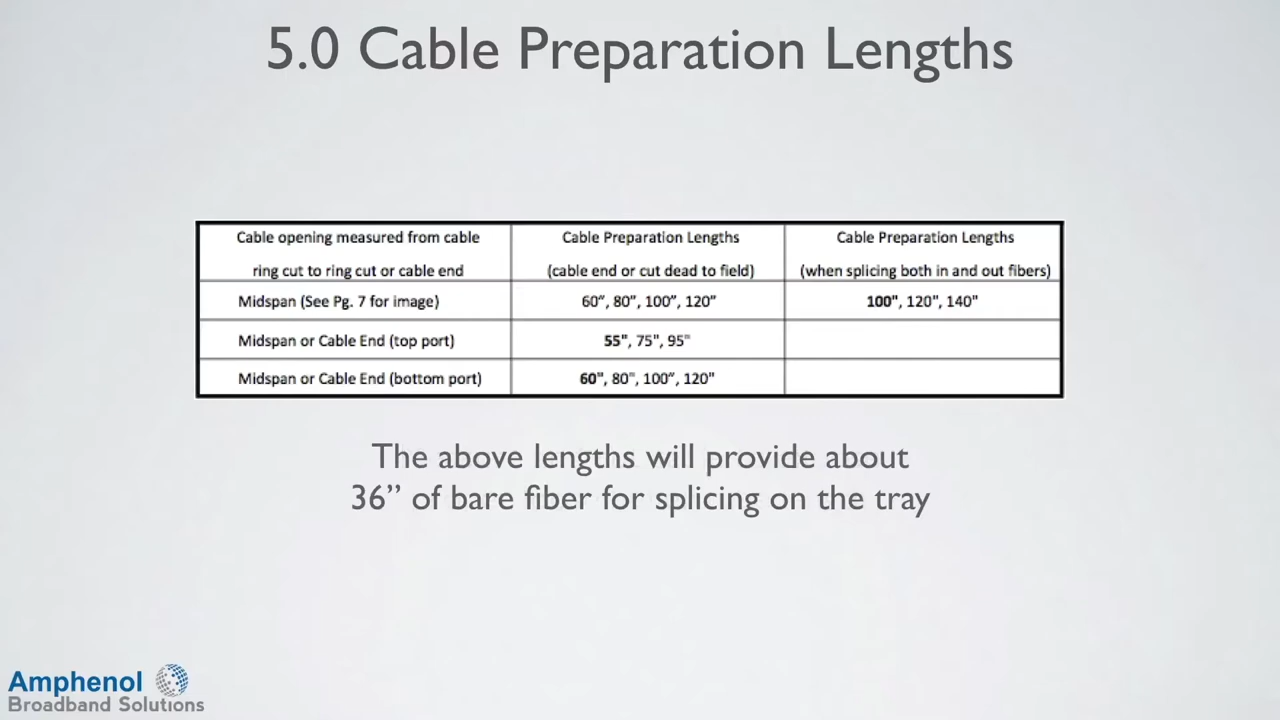 5.0 Cable Preparation Lengths
Cable opening measured from cable
ring cut to ring cut or cable end
Cable Preparation Lengths
(cable end or cut dead to field)
Cable Preparation Lengths
(when splicing both in and out fibers)
Midspan (See Pg. 7 for image)
60”, 80”, 100”, 120”
100", 120", 140"
Midspan or Cable End (top port)
55", 75", 95"
Midspan or Cable End (bottom port)
60", 80", 100”, 120"
The above lengths will provide about
36” of bare fiber for splicing on the tray
Amphenol
Broadband Solutions